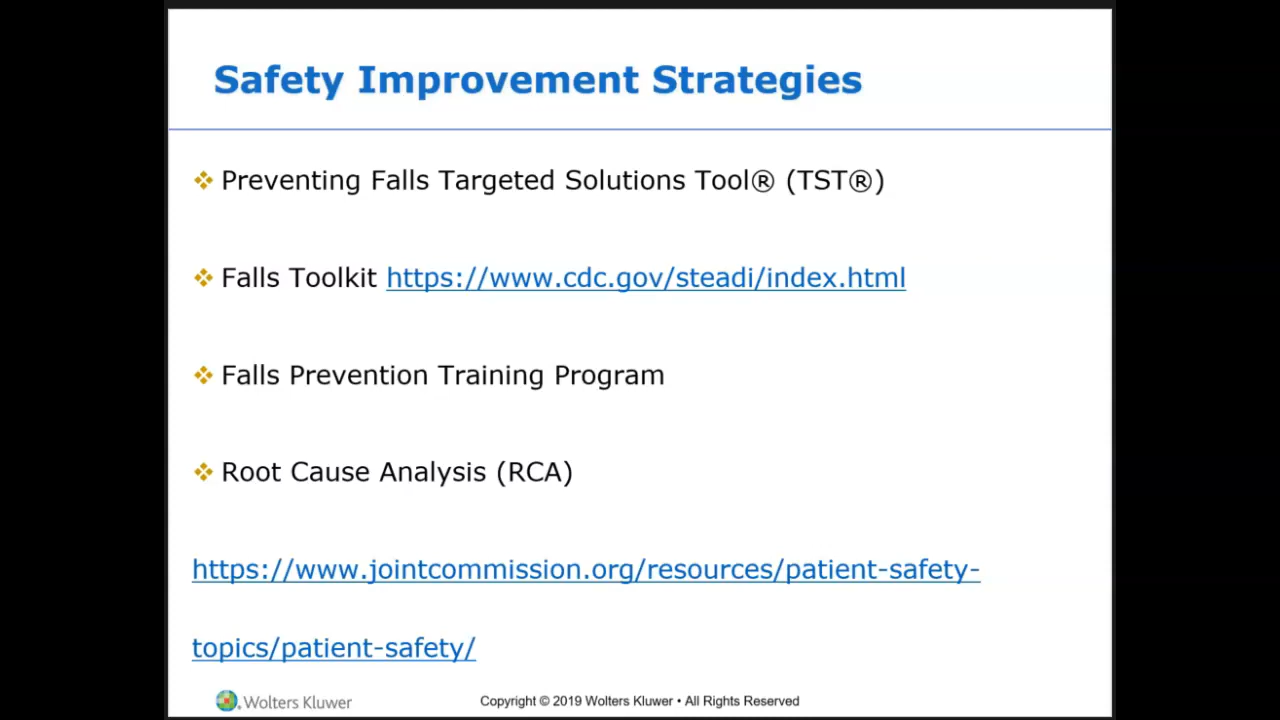 Safety Improvement Strategies
Preventing Falls Targeted Solutions Tool® (TST®)
Falls Toolkit https://www.cdc.gov/steadi/index.html
Falls Prevention Training Program
Root Cause Analysis (RCA)
https://www.jointcommission.org/resources/patient-safety-
topics/patient-safety/
Wolters Kluwer
Copyright © 2019 Wolters Kluwer • All Rights Reserved